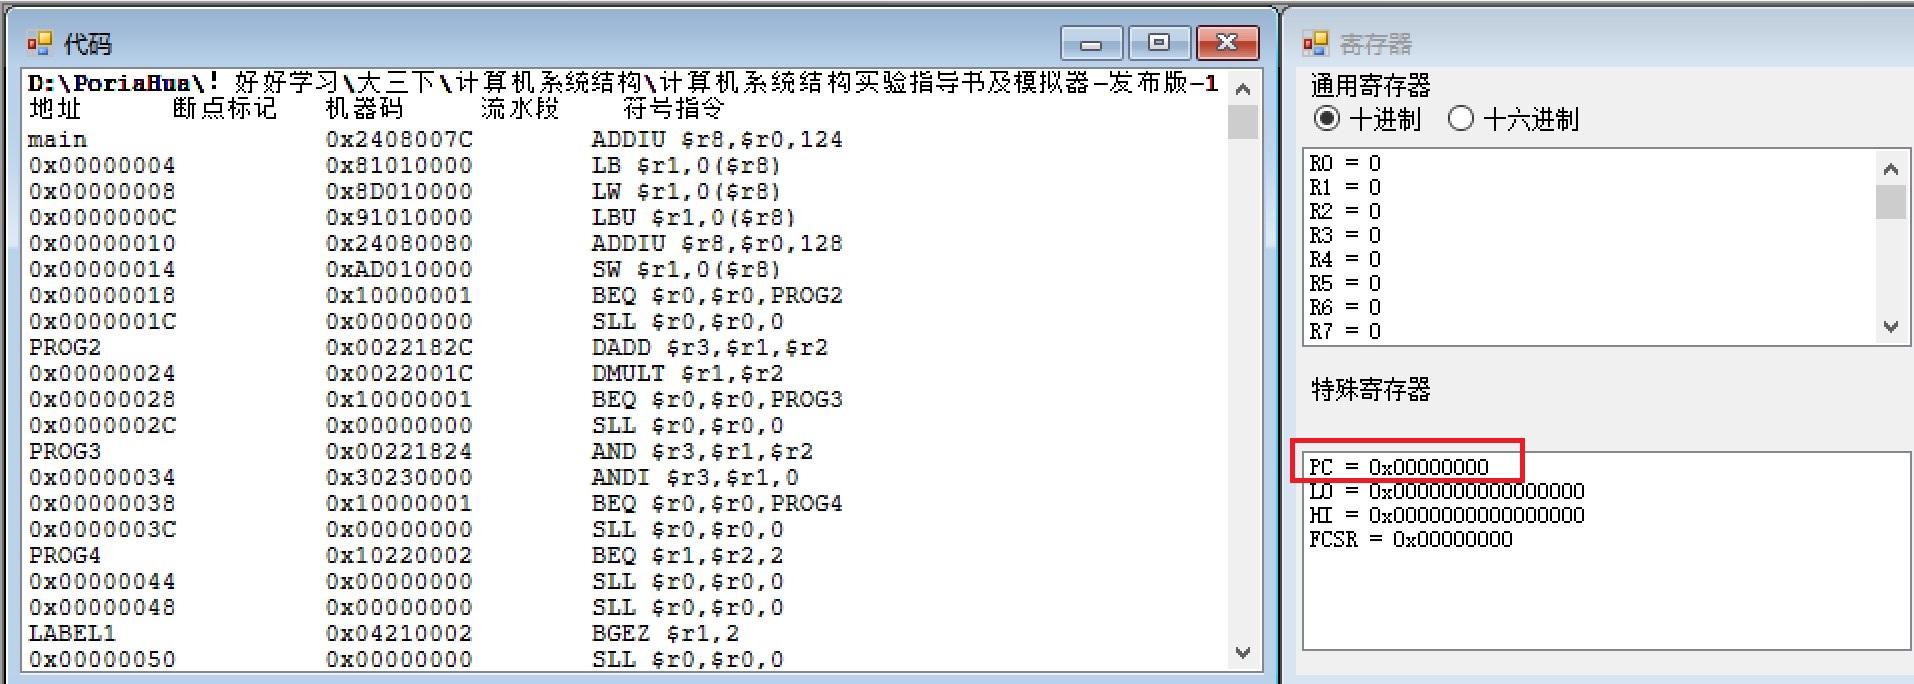 代码
D:\PoriaHua\! 好好学习\大三下\计算机系统结构\计算机系统结构实验指导书及模拟器-发布版-1
地址 断点标记 机器码 流水段 符号指令
main 0x2408007C ADDIU $r8,$r0,124
0x00000004 0x81010000 LB $r1,0($r8)
0x00000008 0x8D010000 LW $r1,0($r8)
0x0000000C 0x91010000 LBU $r1,0($r8)
0x00000010 0x24080080 ADDIU $r8,$r0,128
0x00000014 0xAD010000 SW $r1,0($r8)
0x00000018 0x10000001 BEQ $r0,$r0,PROG2
0x0000001C 0x00000000 SLL $r0,$r0,0
PROG2 0x0022182C DADD $r3,$r1,$r2
0x00000024 0x0022001C DMULT $r1,$r2
0x00000028 0x10000001 BEQ $r0,$r0,PROG3
0x0000002C 0x00000000 SLL $r0,$r0,0
PROG3 0x00221824 AND $r3,$r1,$r2
0x00000034 0x30230000 ANDI $r3,$r1,0
0x00000038 0x10000001 BEQ $r0,$r0,PROG4
0x0000003C 0x00000000 SLL $r0,$r0,0
PROG4 0x10220002 BEQ $r1,$r2,2
0x00000044 0x00000000 SLL $r0,$r0,0
0x00000048 0x00000000 SLL $r0,$r0,0
LABEL1 0x04210002 BGEZ $r1,2
0x00000050 0x00000000 SLL $r0,$r0,0
寄存器
通用寄存器
十进制 十六进制
R0 = 0
R1 = 0
R2 = 0
R3 = 0
R4 = 0
R5 = 0
R6 = 0
R7 = 0
特殊寄存器
PC = 0x00000000
LO = 0x0000000000000000
HI = 0x0000000000000000
FCSR = 0x00000000